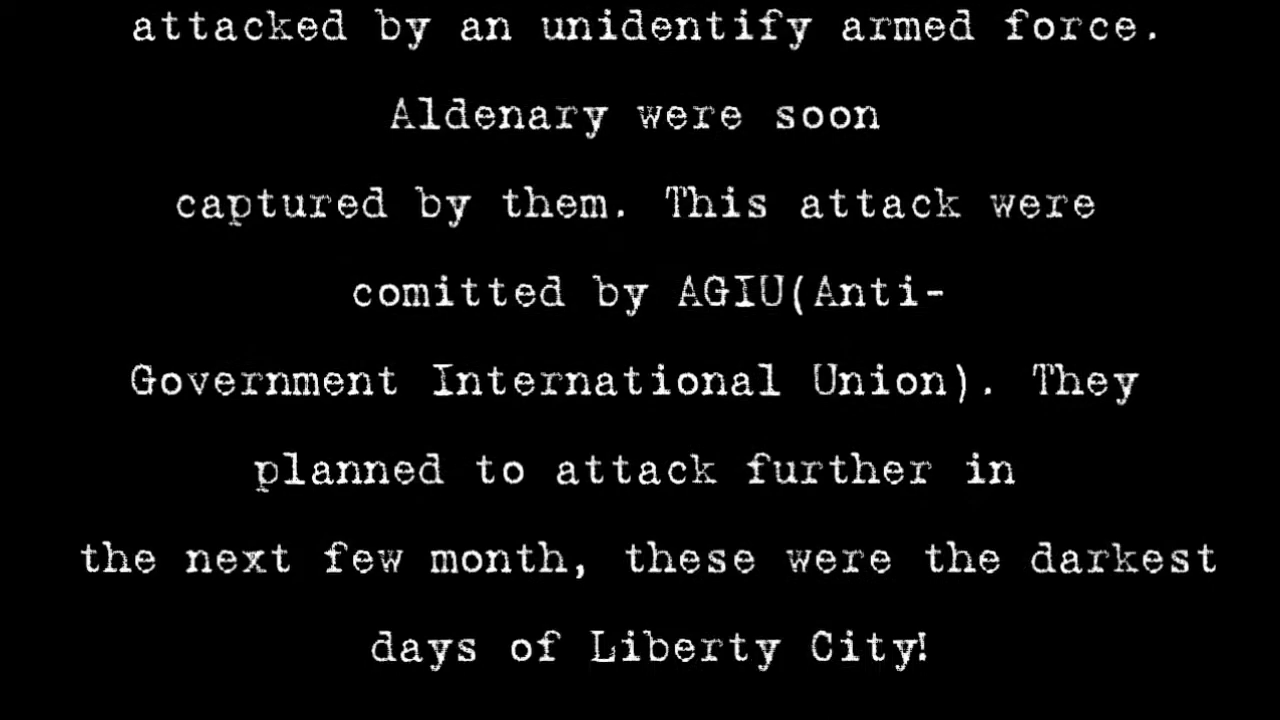 attacked by an unidentify armed force.
Aldenary were soon
captured by them. This attack were
comitted by AGIU(Anti-
Government International Union). They
planned to attack further in
the next few month, these were the darkest
days of Liberty City!